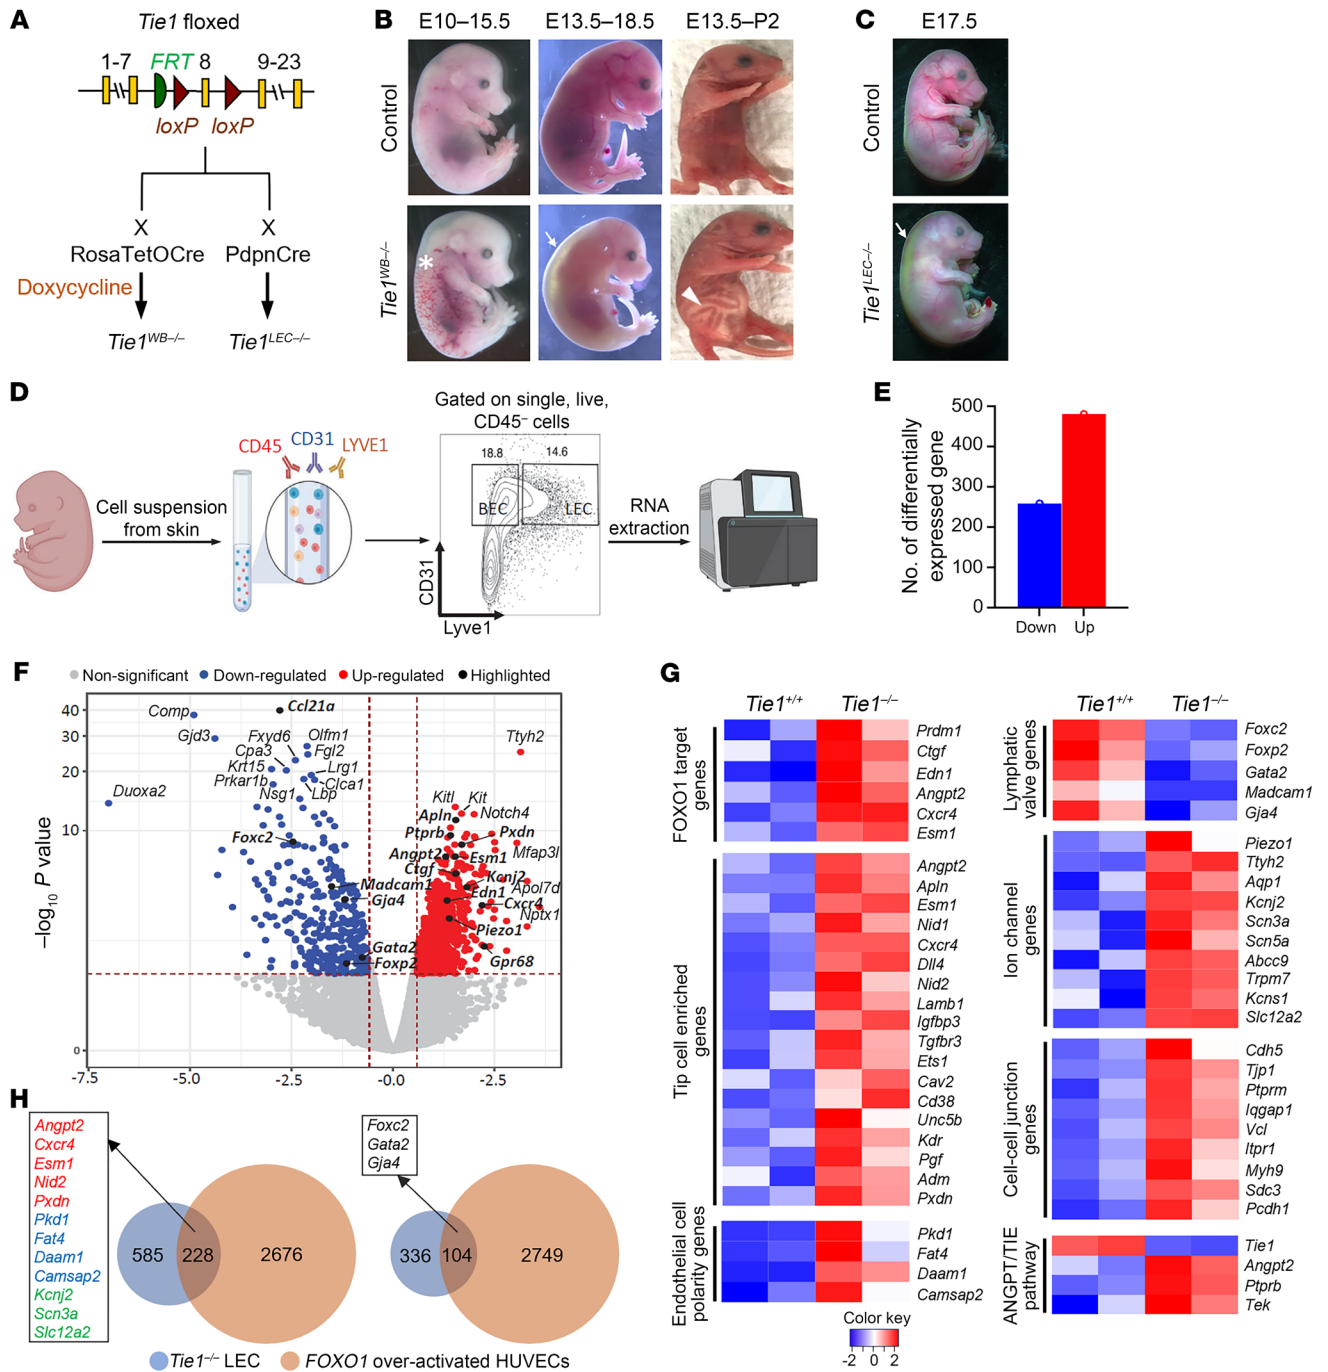 A
Tie1 floxed
1-7
FRT
8
9-23
loxP
loxP
X
X
RosaTetOCre
PdpnCre
Doxycycline
Tie1WB–/–
Tie1LEC–/–
B
E10–15.5
E13.5–18.5
E13.5–P2
Control
Tie1WB–/–
*
C
E17.5
Control
Tie1LEC–/–
D
Cell suspension
from skin
CD45
CD31
LYVE1
Gated on single, live,
CD45– cells
18.8
14.6
BEC
LEC
CD31
Lyve1
RNA
extraction
E
No. of differentially
expressed gene
500
400
300
200
100
0
Down
Up
F
Non-significant
Down-regulated
Up-regulated
Highlighted
–log10 P value
40
30
20
10
0
-7.5
-5.0
-2.5
-0.0
-2.5
Comp
Ccl21a
Gjd3
Fxyd6
Olfm1
Cpa3
Fgl2
Krt15
Lrg1
Prkar1b
Clca1
Nsg1
Lbp
Duoxa2
Foxc2
Madcam1
Gja4
Gata2
Foxp2
Ttyh2
Kitl
Kit
Apln
Notch4
Ptprb
Pxdn
Angpt2
Esm1
Mfap3l
Ctgf
Kcnj2
Edn1
Apol7d
Cxcr4
Nptx1
Piezo1
Gpr68
G
Tie1+/+
Tie1–/–
FOXO1 target
genes
Prdm1
Ctgf
Edn1
Angpt2
Cxcr4
Esm1
Tip cell enriched
genes
Angpt2
Apln
Esm1
Nid1
Cxcr4
Dll4
Nid2
Lamb1
Igfbp3
Tgfbr3
Ets1
Cav2
Cd38
Unc5b
Kdr
Pgf
Adm
Pxdn
Endothelial cell
polarity genes
Pkd1
Fat4
Daam1
Camsap2
Color key
-2
0
2
Tie1+/+
Tie1–/–
Lymphatic
valve genes
Foxc2
Foxp2
Gata2
Madcam1
Gja4
Ion channel
genes
Piezo1
Ttyh2
Aqp1
Kcnj2
Scn3a
Scn5a
Abcc9
Trpm7
Kcns1
Slc12a2
Cell-cell junction
genes
Cdh5
Tjp1
Ptprm
Iqgap1
Vcl
Itpr1
Myh9
Sdc3
Pcdh1
ANGPT/TIE
pathway
Tie1
Angpt2
Ptprb
Tek
H
Angpt2
Cxcr4
Esm1
Nid2
Pxdn
Pkd1
Fat4
Daam1
Camsap2
Kcnj2
Scn3a
Slc12a2
585
228
2676
Foxc2
Gata2
Gja4
336
104
2749
Tie1–/– LEC
FOXO1 over-activated HUVECs